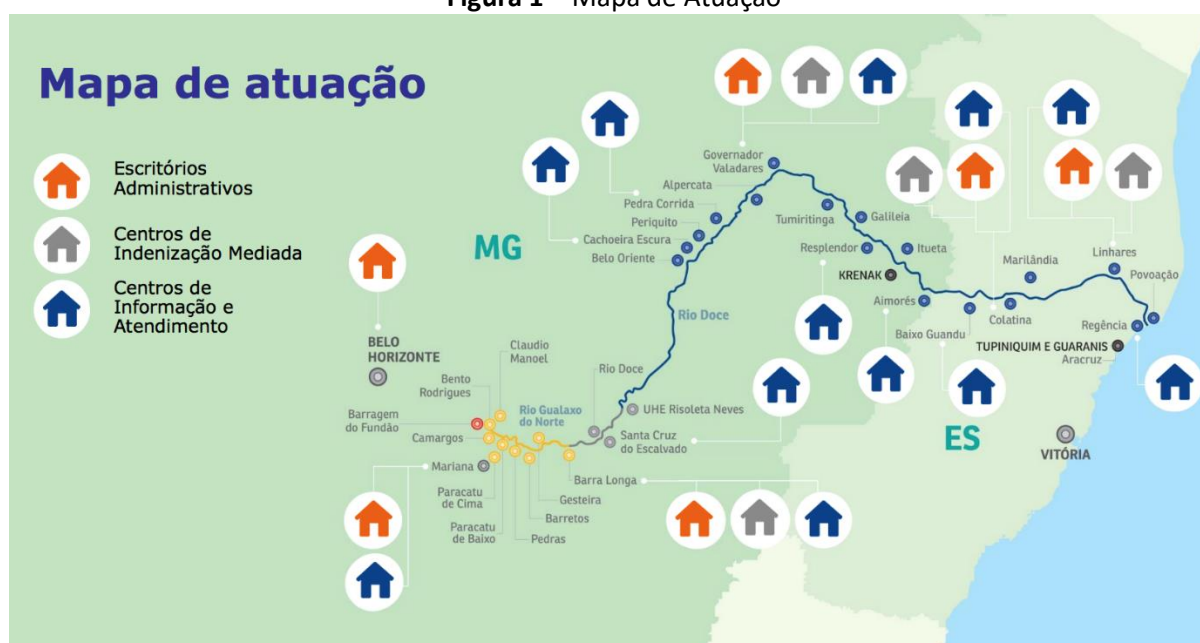 Figura 1 – Mapa de Atuação
Mapa de atuação
Escritórios
Administrativos
Centros de
Indenização Mediada
Centros de
Informação e
Atendimento
MG
ES
Governador
Valadares
Alpercata
Pedra Corrida
Periquito
Cachoeira Escura
Belo Oriente
Tumiritinga
Galileia
Resplendor
Itueta
KRENAK
Aimorés
Baixo Guandu
Marilândia
Colatina
Linhares
Povoação
Regência
TUPINIQUIM E GUARANIS
Aracruz
VITÓRIA
Rio Doce
BELO
HORIZONTE
Claudio
Manoel
Bento
Rodrigues
Barragem
do Fundão
Camargos
Mariana
Paracatu
de Cima
Paracatu
de Baixo
Pedras
Barretos
Gesteira
Barra Longa
Rio Gualaxo
do Norte
Rio Doce
UHE Risoleta Neves
Santa Cruz
do Escalvado